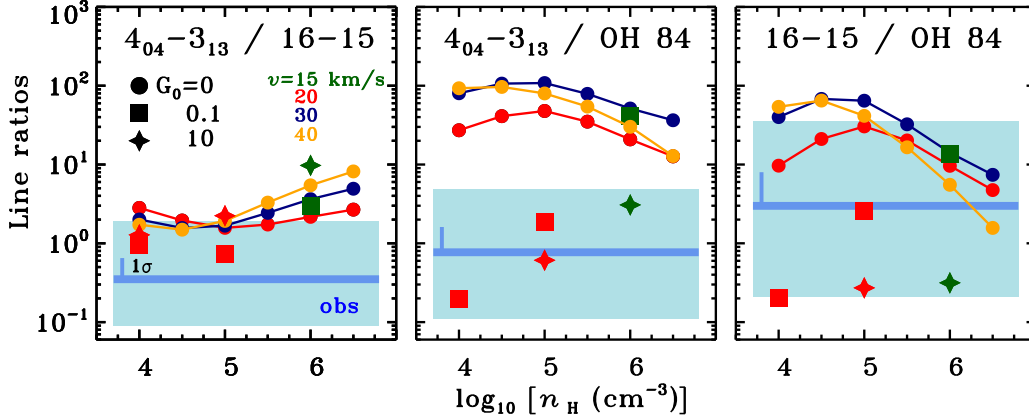 4₀₄−3₁₃ / 16−15
4₀₄−3₁₃ / OH 84
16−15 / OH 84
Line ratios
10³
10²
10¹
10⁰
10⁻¹
G₀=0
0.1
10
ν=15 km/s
20
30
40
1σ
obs
4 5 6
4 5 6
4 5 6
log₁₀ [n_H (cm⁻³)]